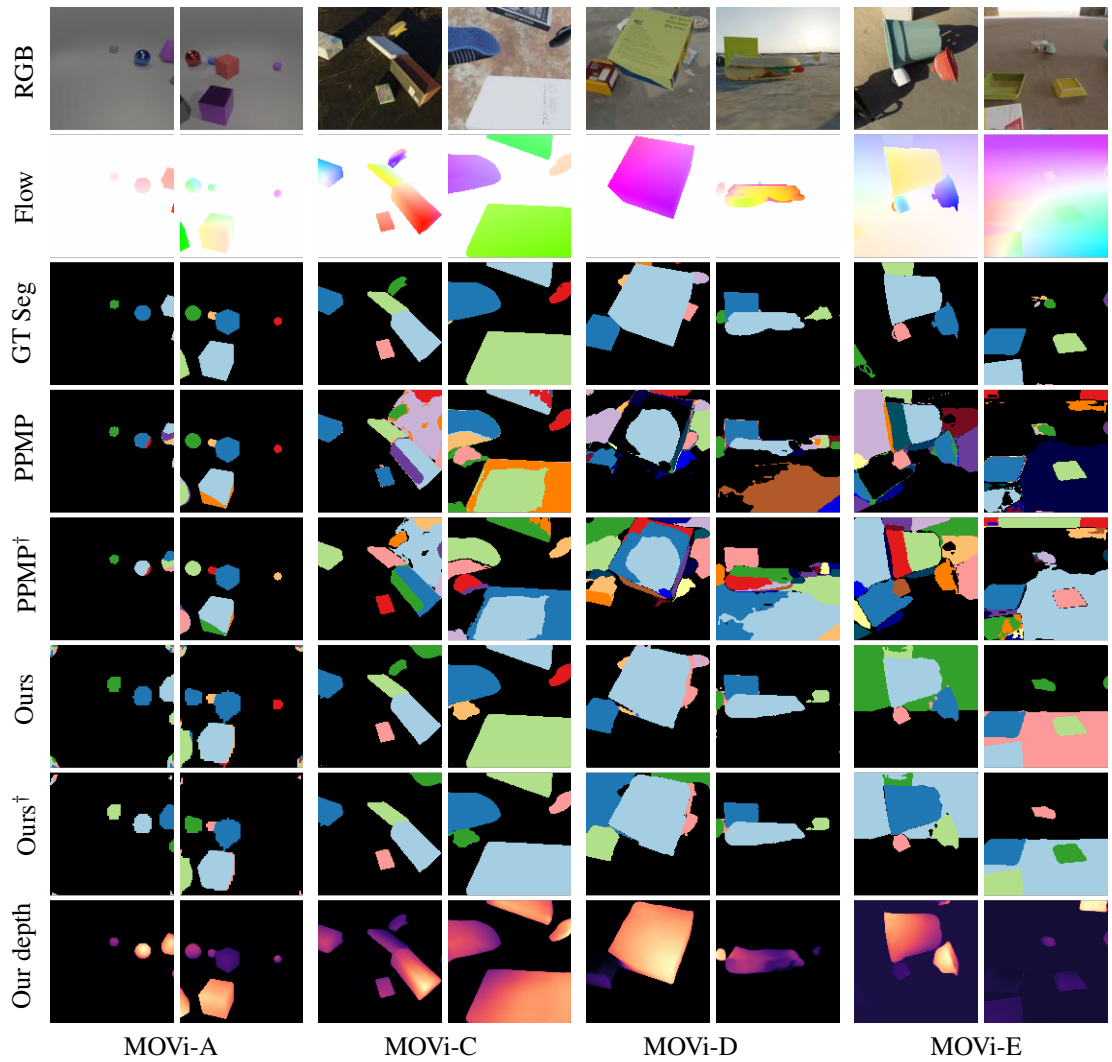 RGB
Flow
GT Seg
PPMP
PPMP†
Ours
Ours†
Our depth
MOVi-A MOVi-C MOVi-D MOVi-E